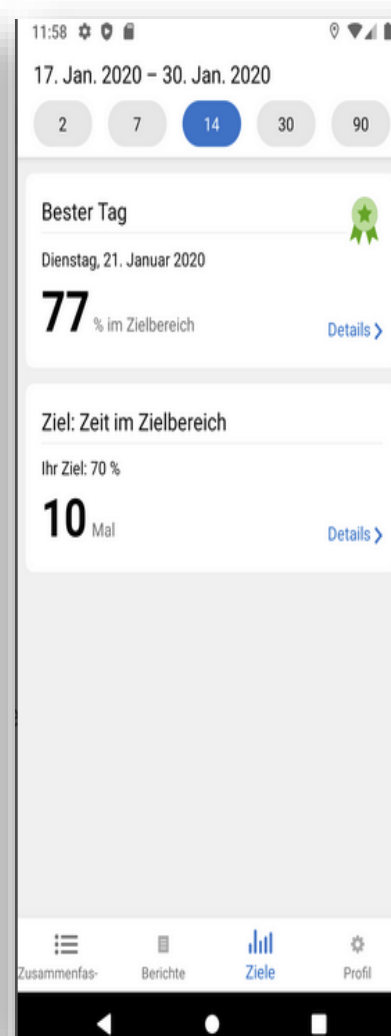 11:58
17. Jan. 2020 – 30. Jan. 2020
2 7 14 30 90
Bester Tag
Dienstag, 21. Januar 2020
77 % im Zielbereich
Details
Ziel: Zeit im Zielbereich
Ihr Ziel: 70 %
10 Mal
Details
Zusammenfas- Berichte Ziele Profil